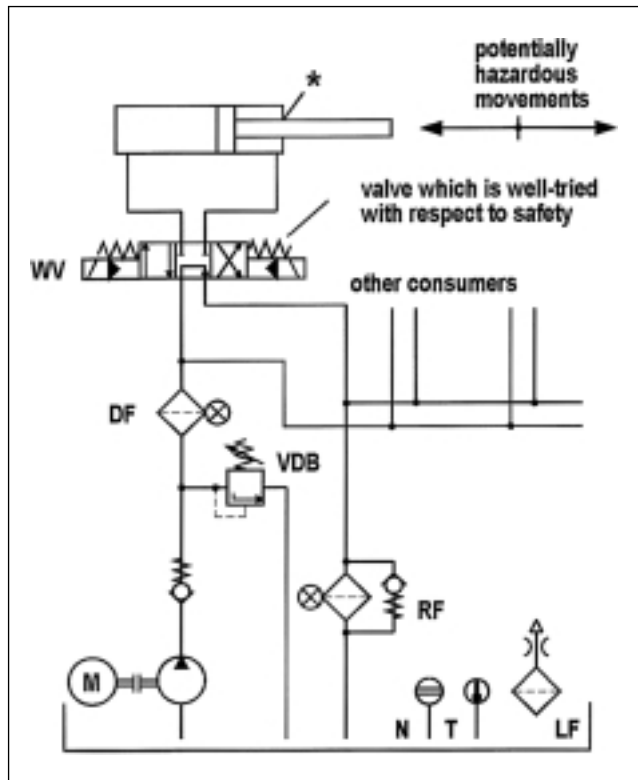 potentially
hazardous
movements
*
valve which is well-tried
with respect to safety
WV
other consumers
DF
VDB
RF
M
N T LF